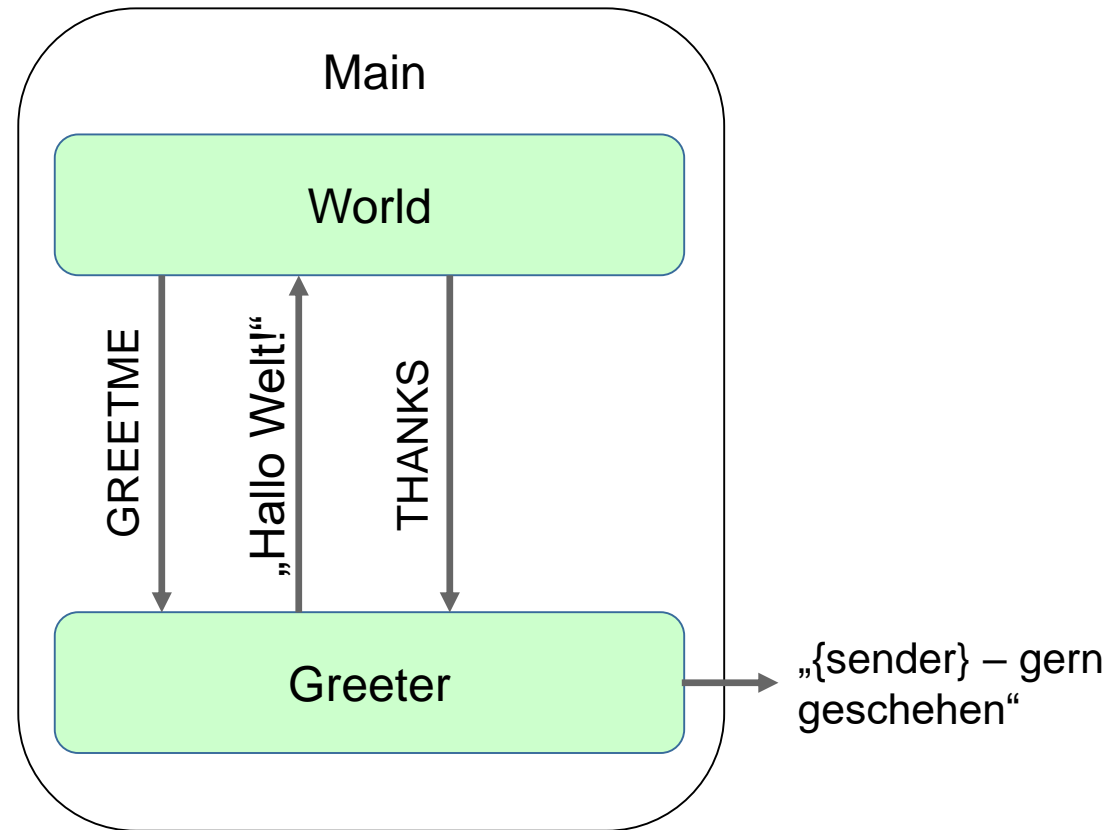 Main
World
GREETME
„Hallo Welt!“
THANKS
Greeter
„{sender} – gern
geschehen“